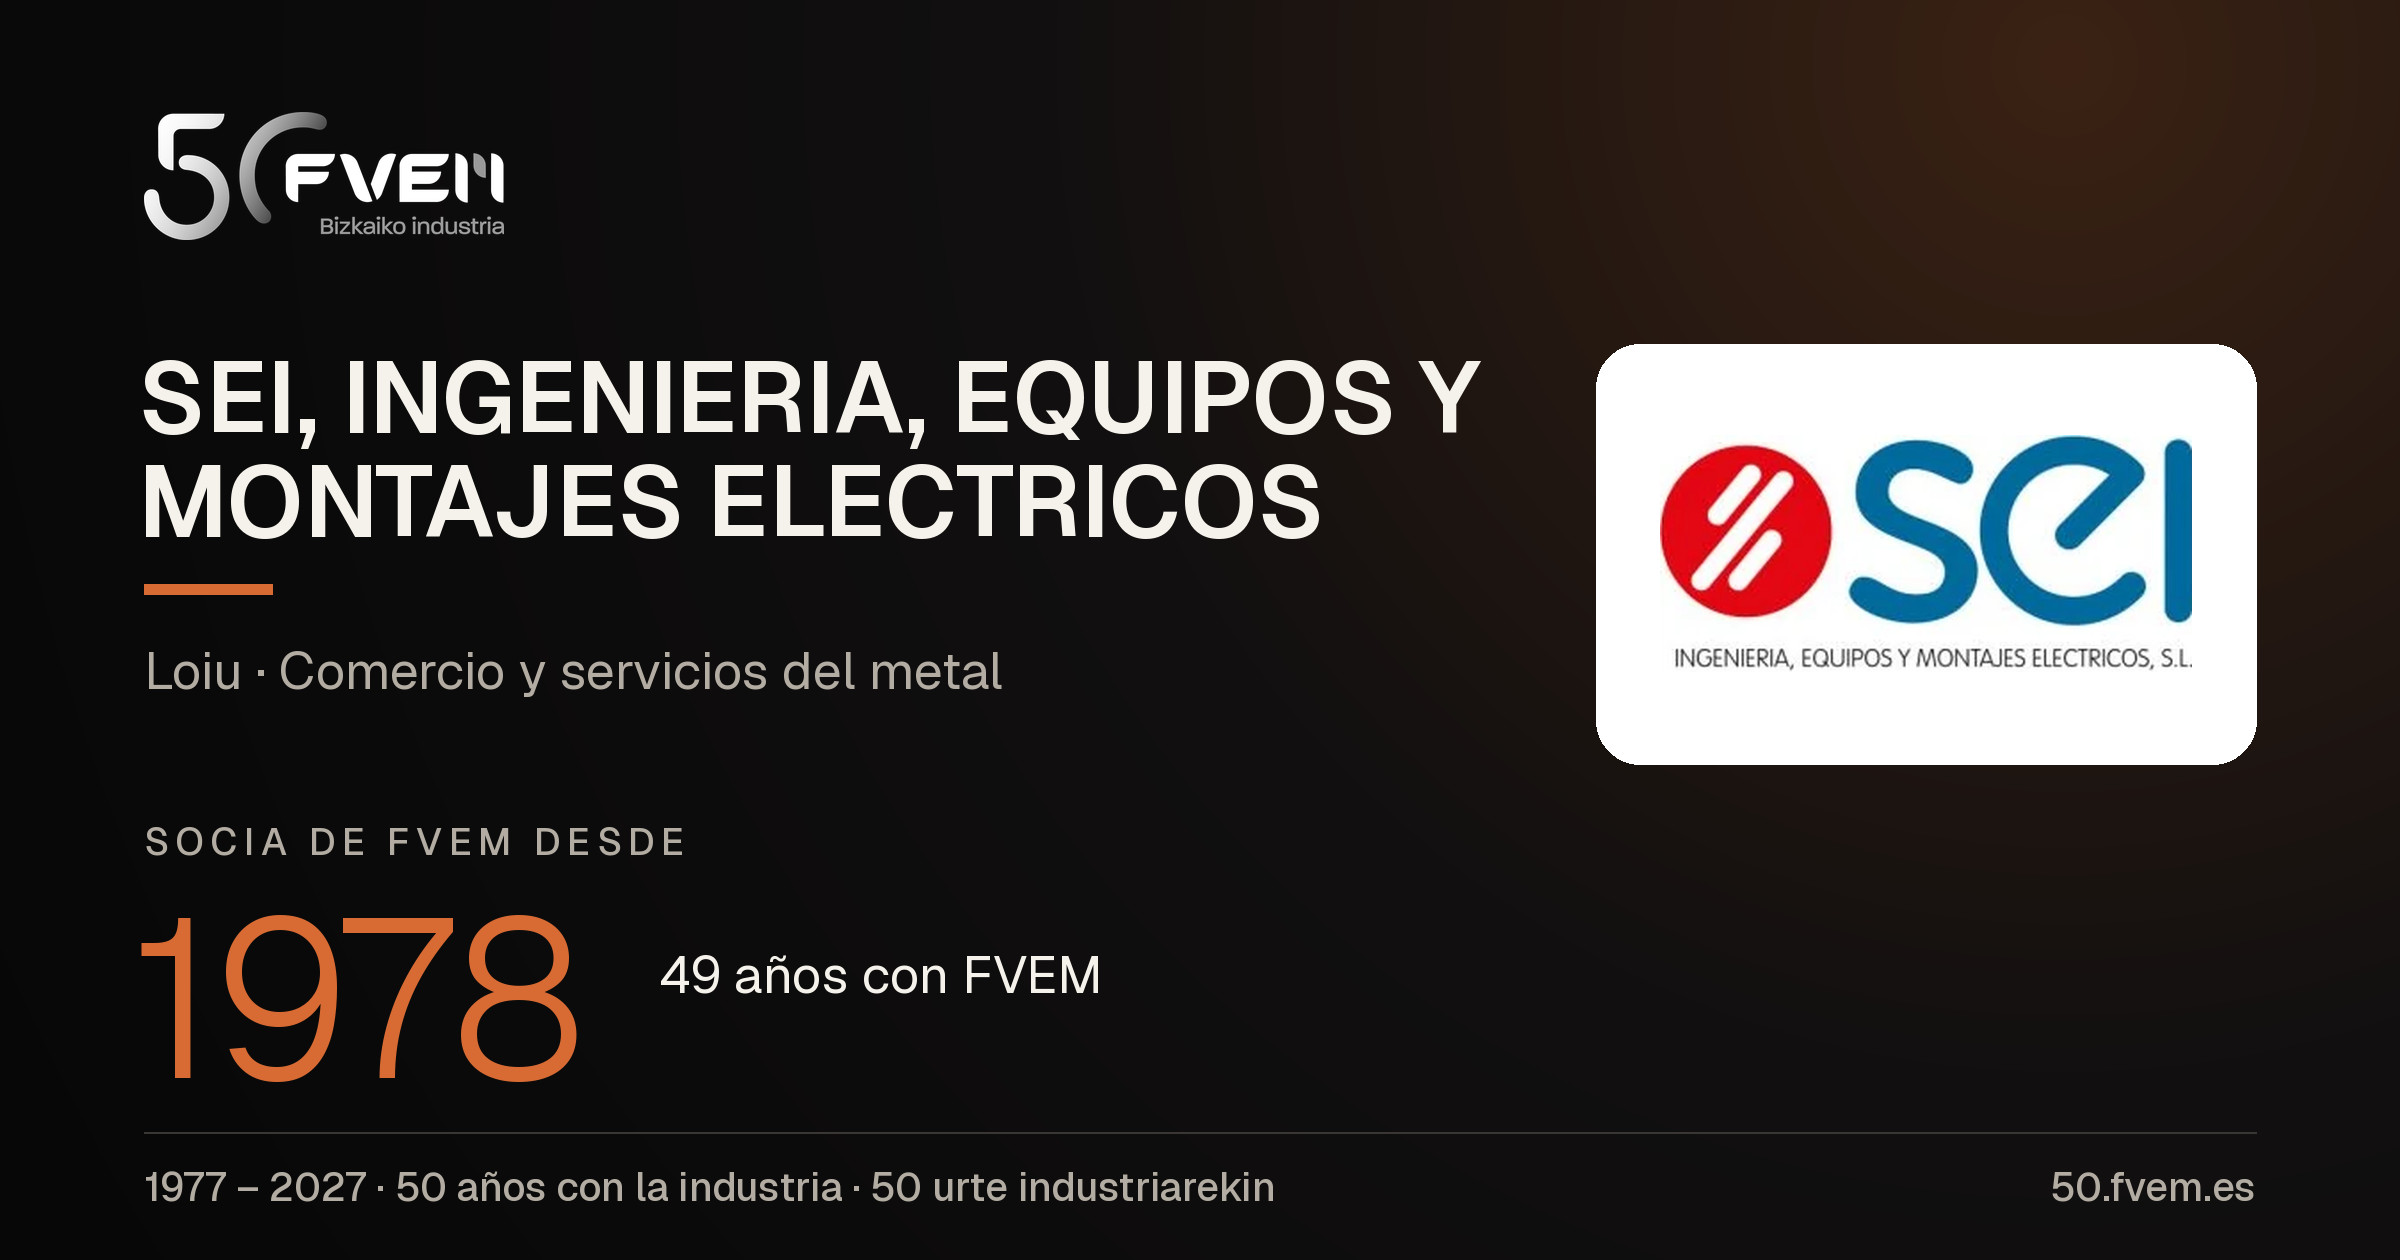 50 FVEM
Bizkaiko industria
SEI, INGENIERIA, EQUIPOS Y
MONTAJES ELECTRICOS
sei
INGENIERIA, EQUIPOS Y MONTAJES ELECTRICOS, S.L.
Loiu · Comercio y servicios del metal
SOCIA DE FVEM DESDE
1978
49 años con FVEM
1977 – 2027 · 50 años con la industria · 50 urte industriarekin
50.fvem.es